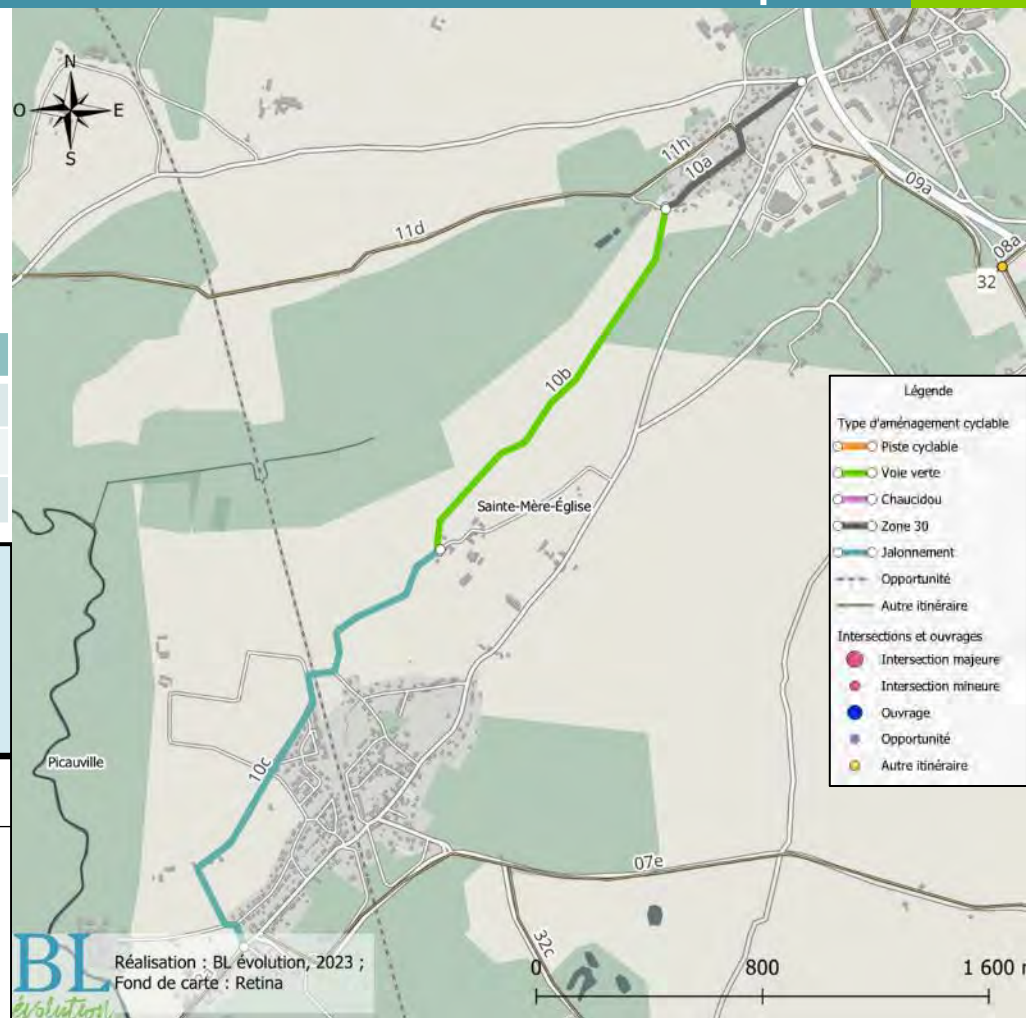 N
O
E
S
11h
10a
09a
08a
32
11d
10b
Sainte-Mère-Église
10c
Picauville
07e
32c
Légende
Type d'aménagement cyclable
Piste cyclable
Voie verte
Chaucidou
Zone 30
Jalonnement
Opportunité
Autre itinéraire
Intersections et ouvrages
Intersection majeure
Intersection mineure
Ouvrage
Opportunité
Autre itinéraire
BL
évolution
Réalisation : BL évolution, 2023 ;
Fond de carte : Retina
0
800
1 600 m